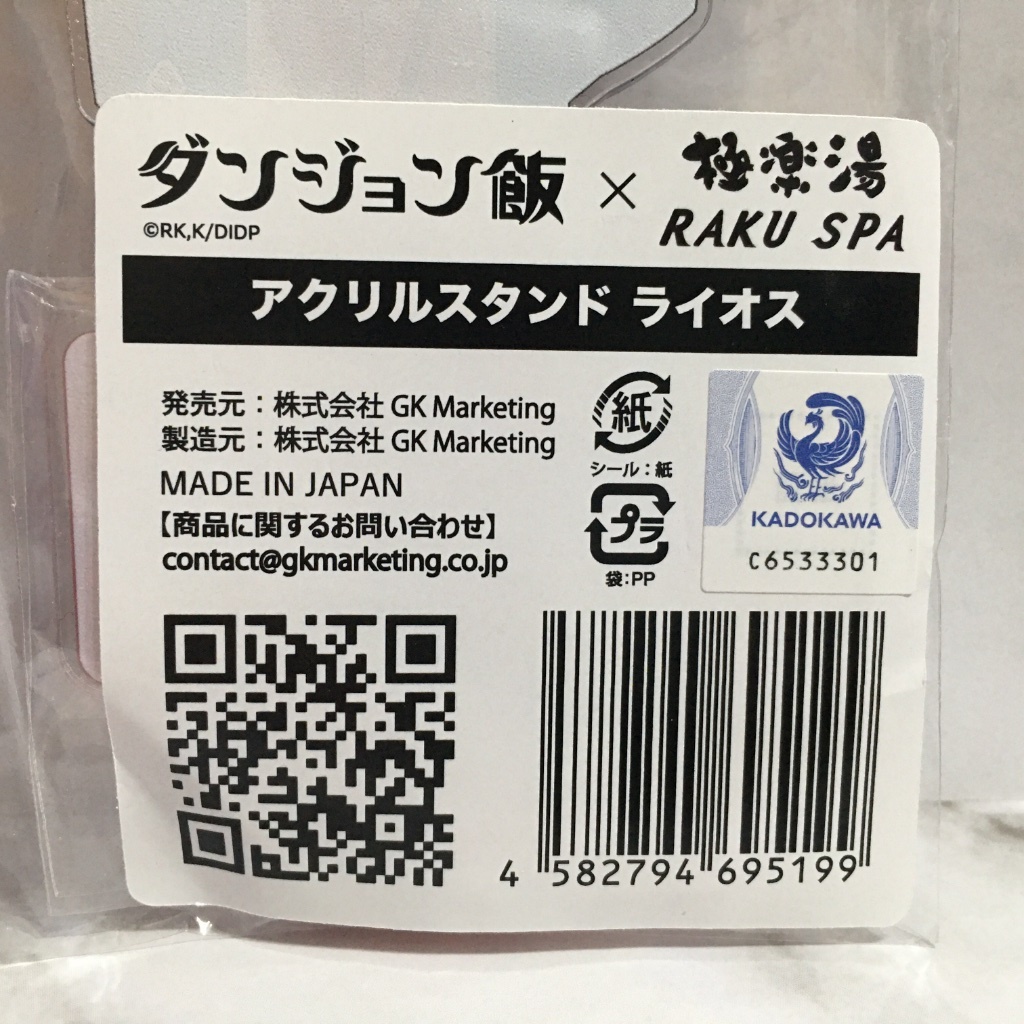 ダンジョン飯 × 極楽湯
RAKU SPA
©RK,K/DIDP
アクリルスタンド ライオス
発売元：株式会社 GK Marketing
製造元：株式会社 GK Marketing
MADE IN JAPAN
【商品に関するお問い合わせ】
contact@gkmarketing.co.jp
紙
シール：紙
プラ
袋：PP
KADOKAWA
C6533301
4 582794 695199